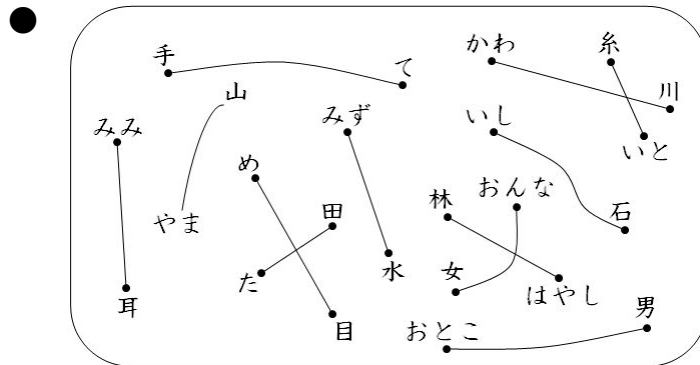 手
て
かわ
糸
川
山
みみ
みず
いし
いと
め
おんな
林
田
石
やま
た
水
女
はやし
耳
目
おとこ
男